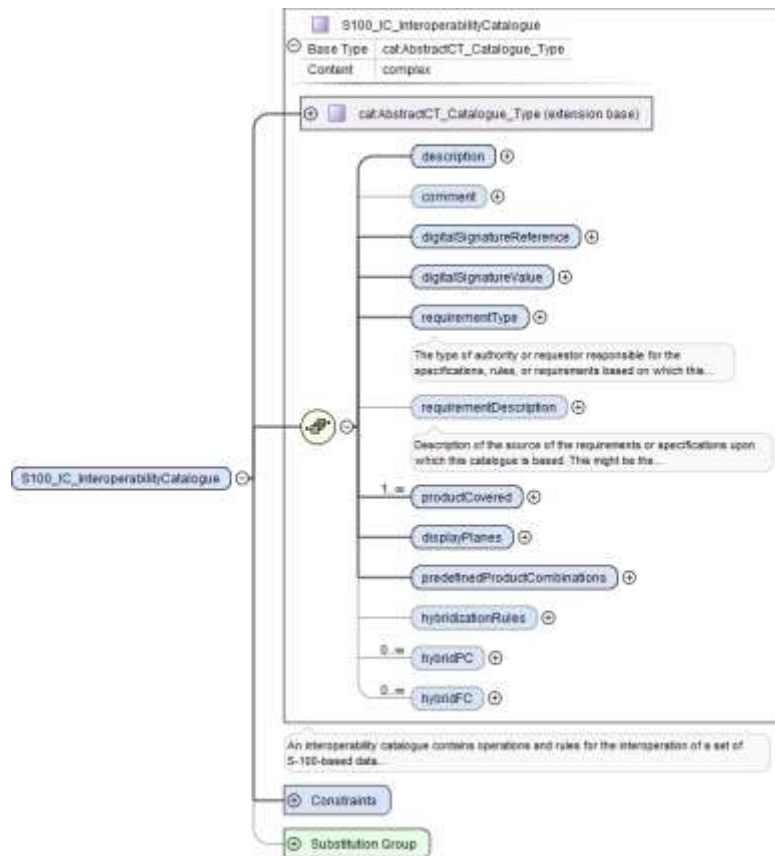 S100_IC_InteroperabilityCatalogue
Base Type cat:AbstractCT_Catalogue_Type
Content complex
cat:AbstractCT_Catalogue_Type (extension base)
description
comment
digitalSignatureReference
digitalSignatureValue
requirementType
The type of authority or requestor responsible for the
specifications, rules, or requirements based on which this...
requirementDescription
Description of the source of the requirements or specifications upon
which this catalogue is based. This might be the...
S100_IC_InteroperabilityCatalogue
1..∞
productCovered
displayPlanes
predefinedProductCombinations
hybridizationRules
0..∞
hybridPC
0..∞
hybridFC
An interoperability catalogue contains operations and rules for the interoperation of a set of
S-100-based data...
Constraints
Substitution Group